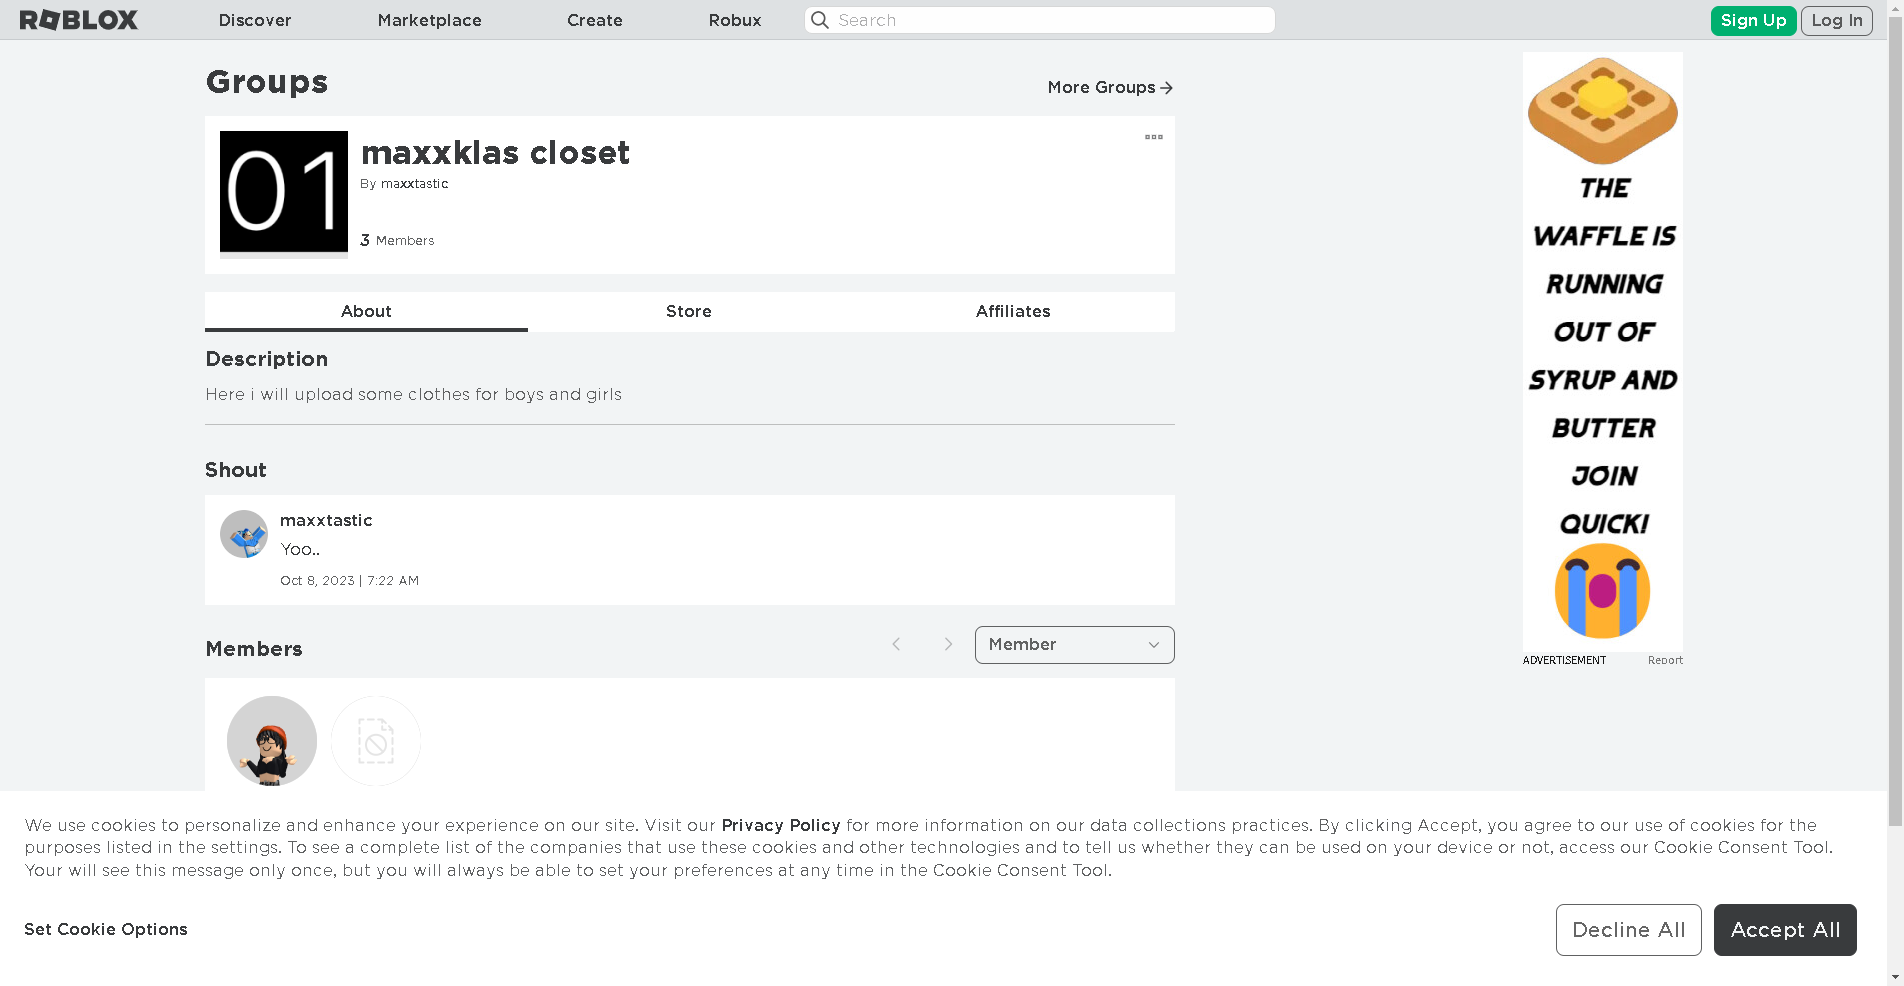 ROBLOX
Discover
Marketplace
Create
Robux
Search
Sign Up
Log In
Groups
More Groups
01
maxxklas closet
By maxxtastic
3 Members
About
Store
Affiliates
Description
Here i will upload some clothes for boys and girls
Shout
maxxtastic
Yoo..
Oct 8, 2023 | 7:22 AM
Members
Member
THE
WAFFLE IS
RUNNING
OUT OF
SYRUP AND
BUTTER
JOIN
QUICK!
ADVERTISEMENT
Report
We use cookies to personalize and enhance your experience on our site. Visit our Privacy Policy for more information on our data collections practices. By clicking Accept, you agree to our use of cookies for the
purposes listed in the settings. To see a complete list of the companies that use these cookies and other technologies and to tell us whether they can be used on your device or not, access our Cookie Consent Tool.
Your will see this message only once, but you will always be able to set your preferences at any time in the Cookie Consent Tool.
Set Cookie Options
Decline All
Accept All